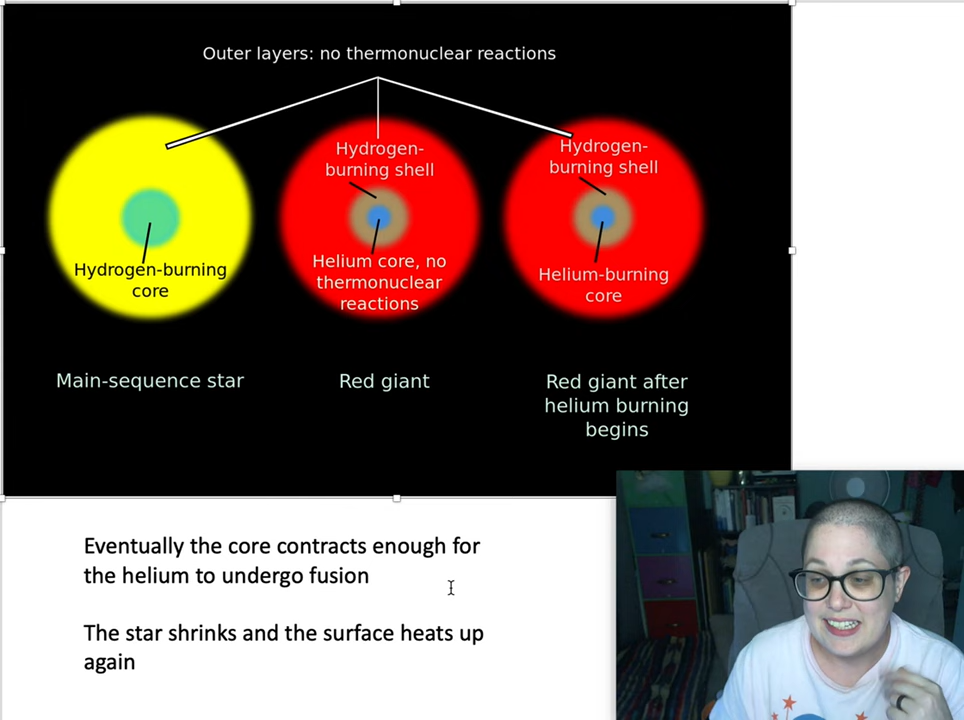 Outer layers: no thermonuclear reactions
Hydrogen-
burning shell
Hydrogen-
burning shell
Hydrogen-burning
core
Helium core, no
thermonuclear
reactions
Helium-burning
core
Main-sequence star
Red giant
Red giant after
helium burning
begins
Eventually the core contracts enough for
the helium to undergo fusion
The star shrinks and the surface heats up
again